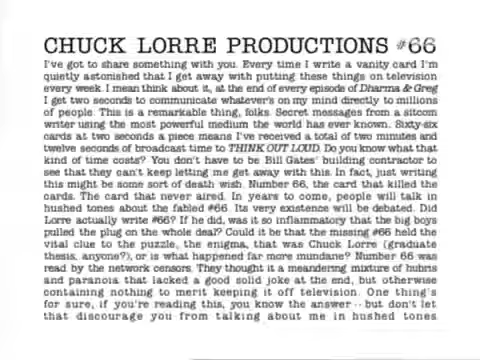 CHUCK LORRE PRODUCTIONS #66
I've got to share something with you. Every time I write a vanity card I'm
quietly astonished that I get away with putting these things on television
every week. I mean think about it, at the end of every episode of Dharma & Greg
I get two seconds to communicate whatever's on my mind directly to millions
of people. This is a remarkable thing, folks. Secret messages from a sitcom
writer using the most powerful medium the world has ever known. Sixty-six
cards at two seconds a piece means I've received a total of two minutes and
twelve seconds of broadcast time to THINK OUT LOUD. Do you know what that
kind of time costs? You don't have to be Bill Gates' building contractor to
see that they can't keep letting me get away with this. In fact, just writing
this might be some sort of death wish. Number 66, the card that killed the
cards. The card that never aired. In years to come, people will talk in
hushed tones about the fabled #66. Its very existence will be debated. Did
Lorre actually write #66? If he did, was it so inflammatory that the big boys
pulled the plug on the whole deal? Could it be that the missing #66 held the
vital clue to the puzzle, the enigma, that was Chuck Lorre (graduate
thesis, anyone?), or is what happened far more mundane? Number 66 was
read by the network censors. They thought it a meandering mixture of hubris
and paranoia that lacked a good solid joke at the end, but otherwise
containing nothing to merit keeping it off television. One thing's
for sure, if you're reading this, you know the answer -- but don't let
that discourage you from talking about me in hushed tones